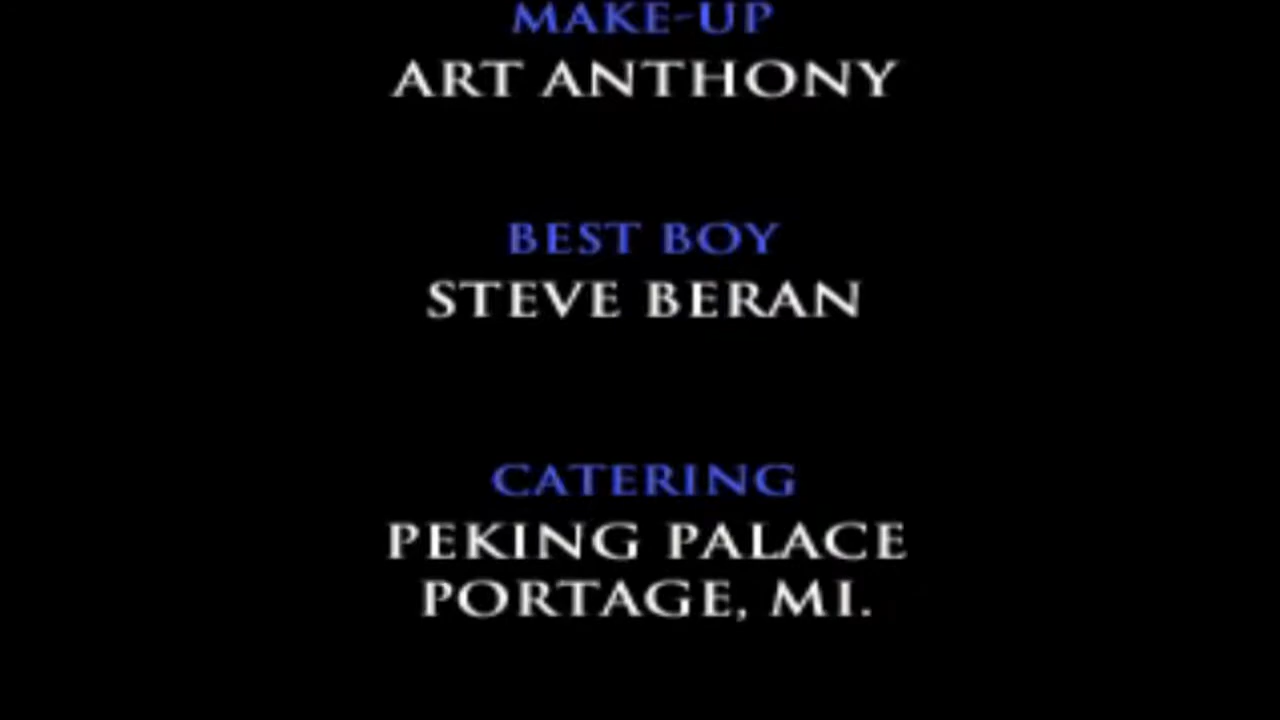 MAKE-UP
ART ANTHONY
BEST BOY
STEVE BERAN
CATERING
PEKING PALACE
PORTAGE, MI.